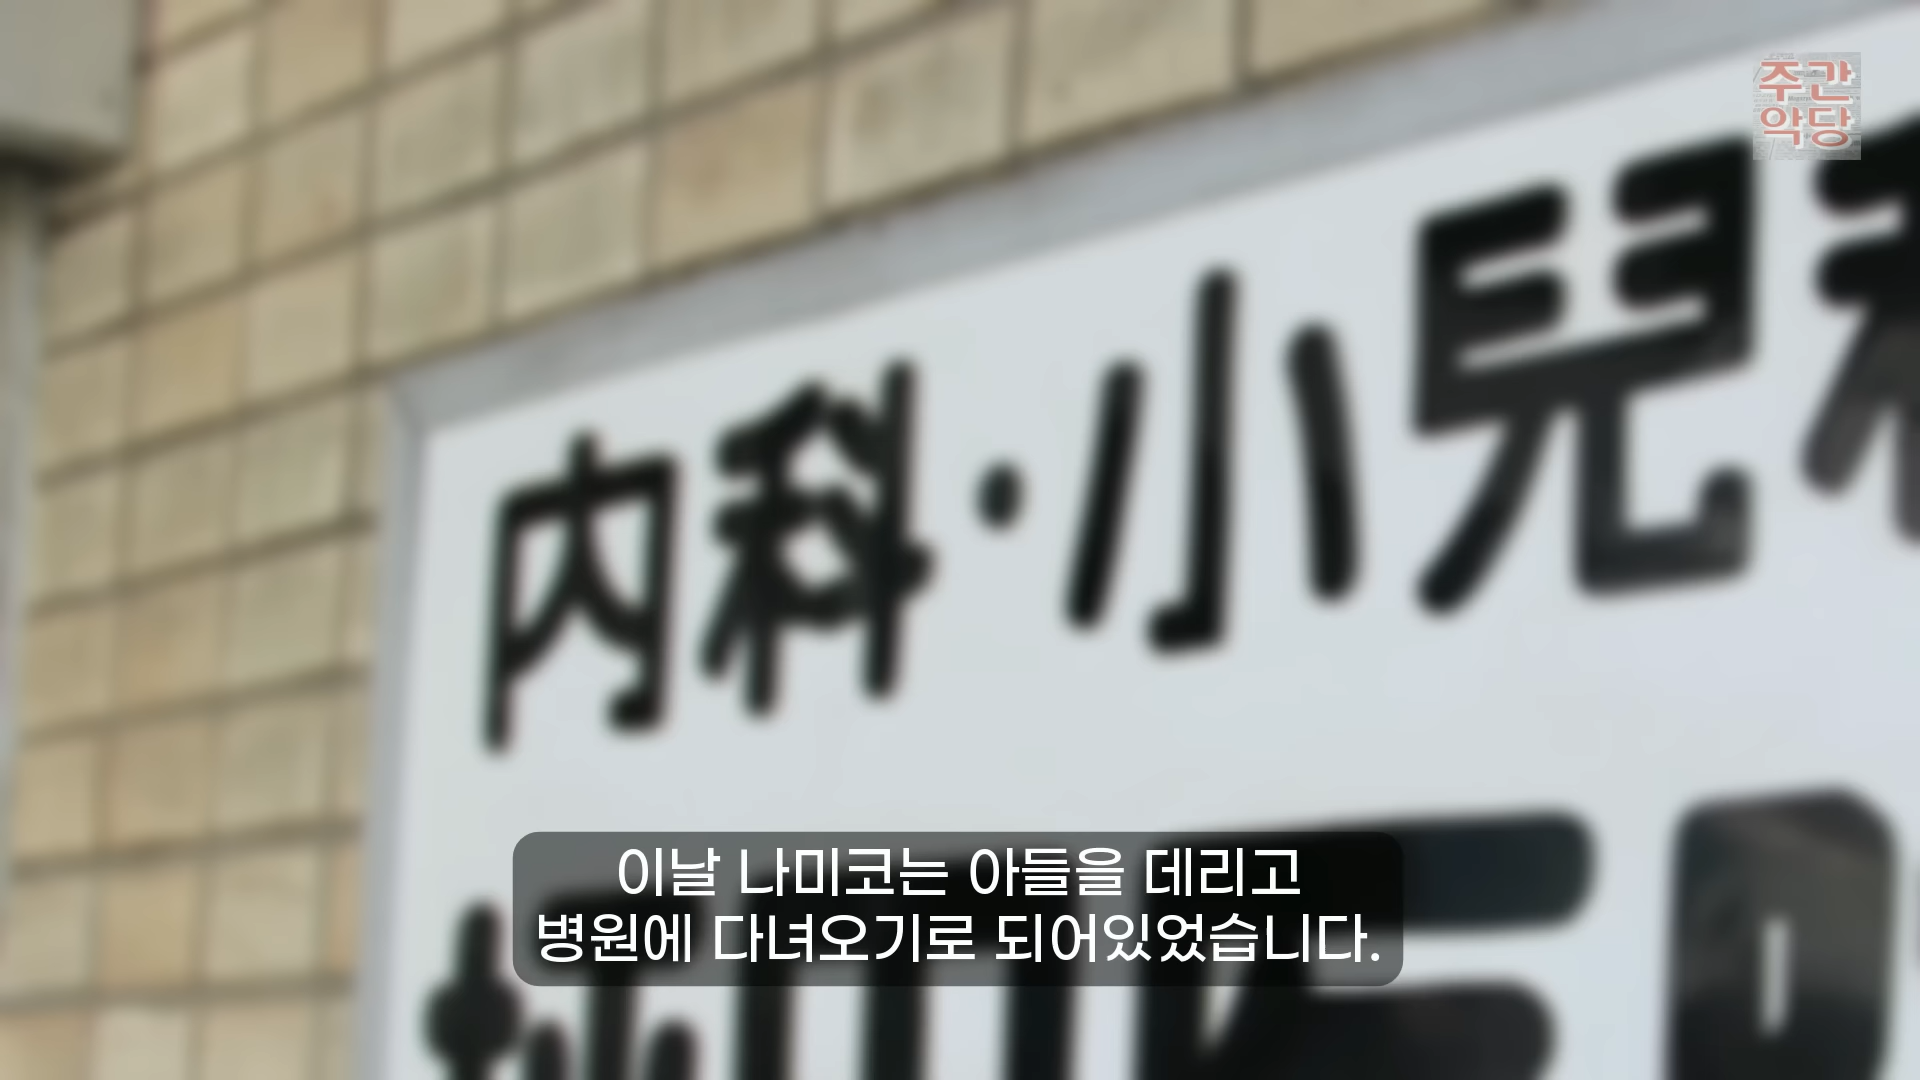 주간
악당
内科・小児
이날 나미코는 아들을 데리고
병원에 다녀오기로 되어있었습니다.